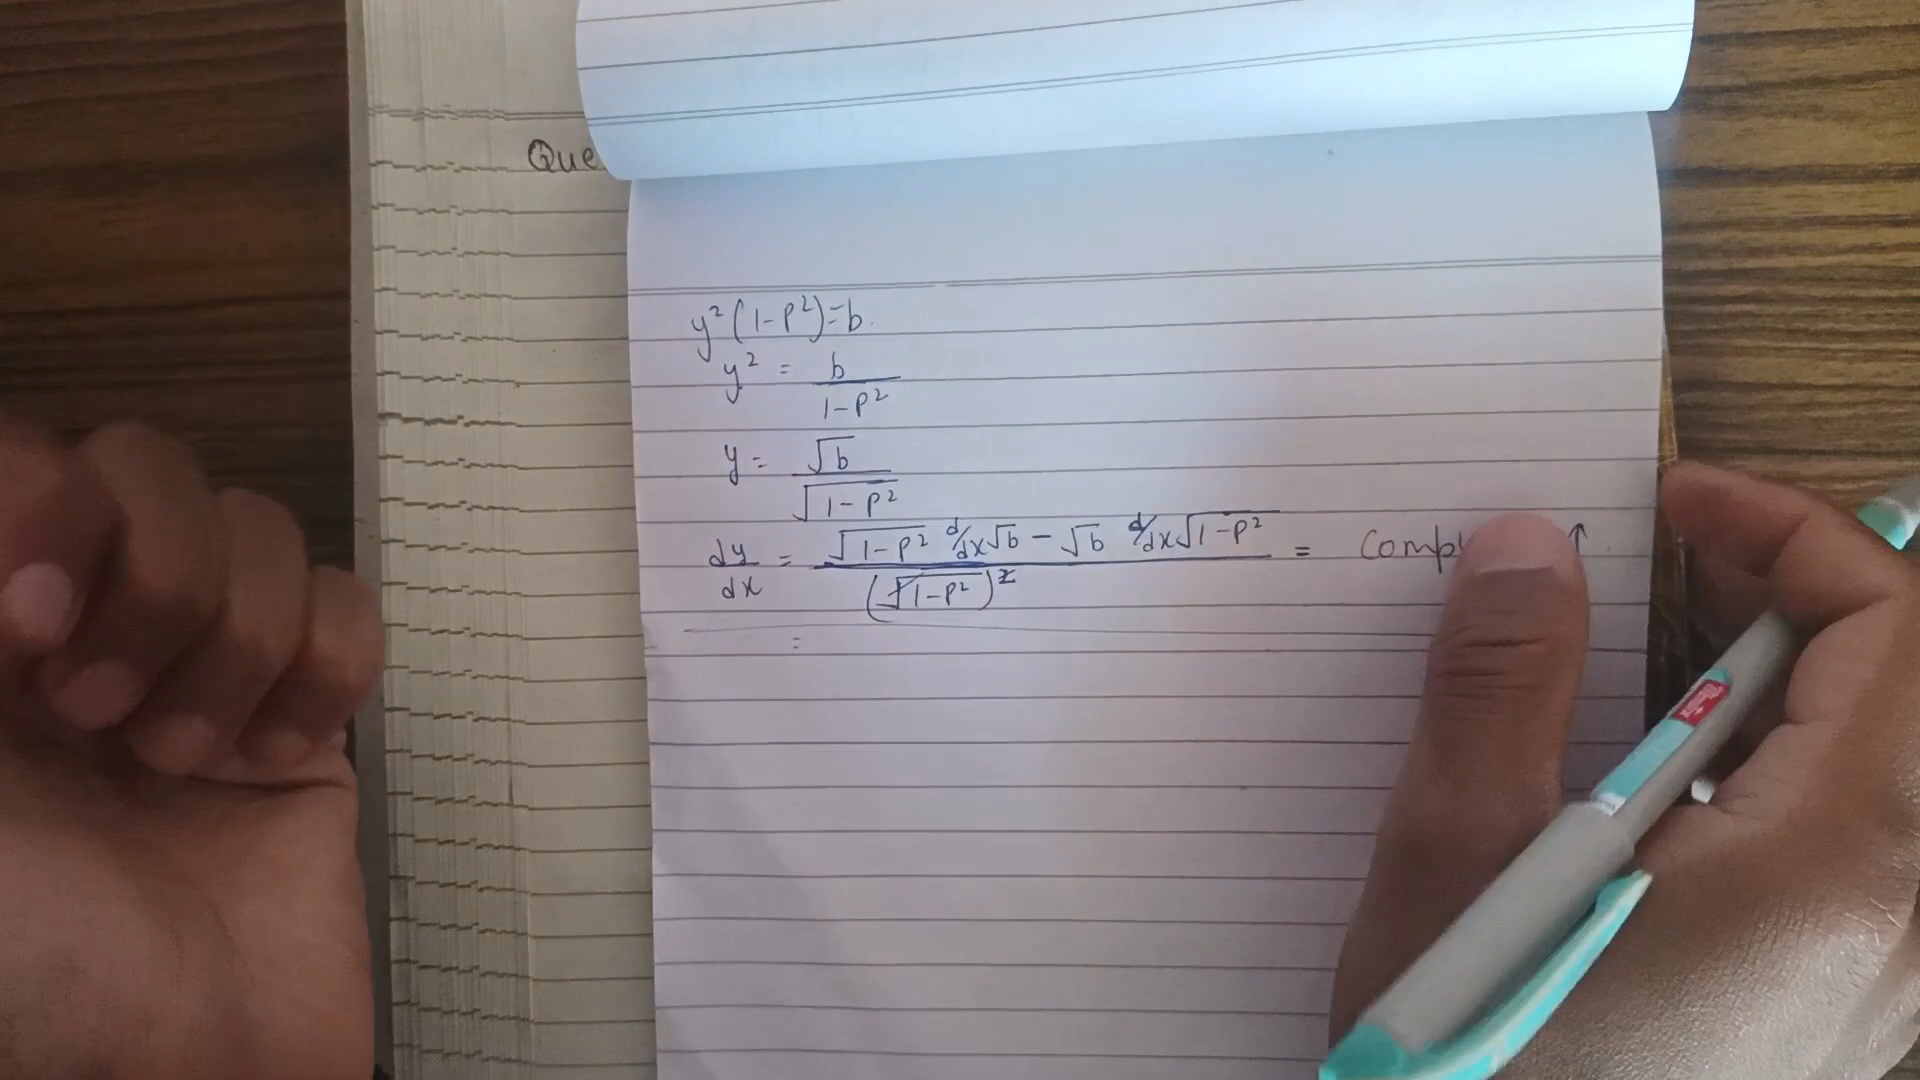 Que
y² (1-P²)=b.
y² = b / 1-P²
y = √b / √1-P²
dy/dx = √1-P² d/dx√b - √b d/dx√1-P² / (√1-P²)² = ↑
=